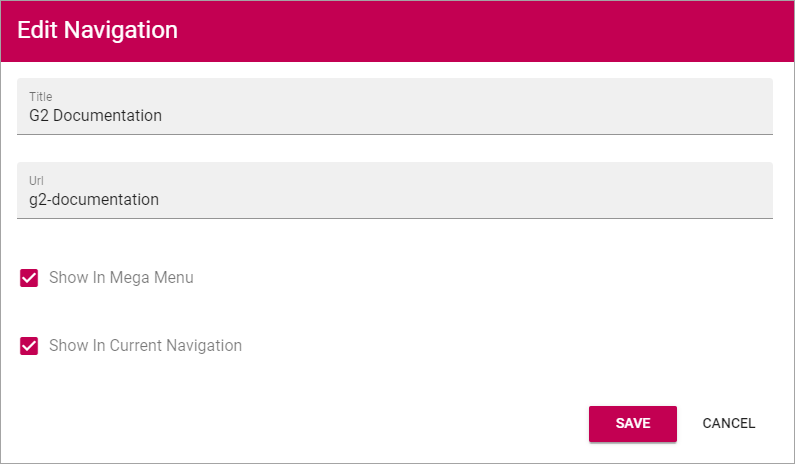 Edit Navigation
Title
G2 Documentation
Url
g2-documentation
Show In Mega Menu
Show In Current Navigation
SAVE CANCEL